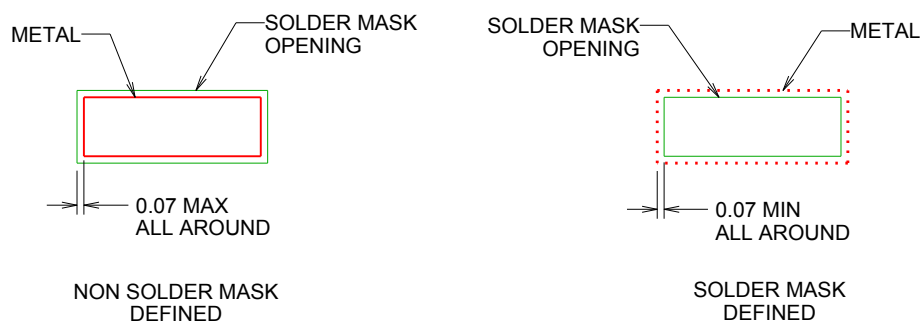 METAL
SOLDER MASK
OPENING
0.07 MAX
ALL AROUND
NON SOLDER MASK
DEFINED
SOLDER MASK
OPENING
METAL
0.07 MIN
ALL AROUND
SOLDER MASK
DEFINED